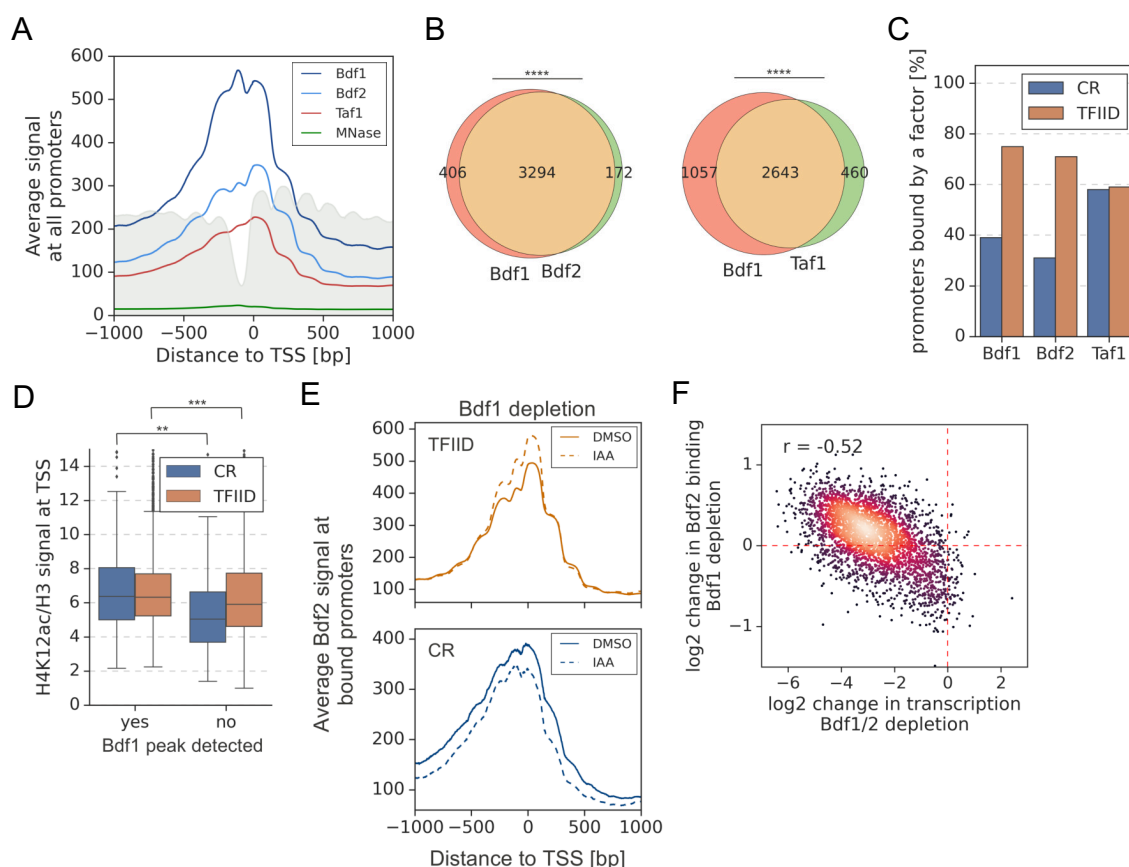 A
Average signal
at all promoters
600
500
400
300
200
100
0
−1000
−500
0
500
1000
Distance to TSS [bp]
Bdf1
Bdf2
Taf1
MNase
B
****
406
3294
172
Bdf1
Bdf2
****
1057
2643
460
Bdf1
Taf1
C
promoters bound by a factor [%]
100
80
60
40
20
0
CR
TFIID
Bdf1
Bdf2
Taf1
D
***
**
H4K12ac/H3 signal at TSS
14
12
10
8
6
4
2
0
CR
TFIID
yes
no
Bdf1 peak detected
E
Bdf1 depletion
Average Bdf2 signal at
bound promoters
TFIID
DMSO
IAA
600
500
400
300
200
100
CR
DMSO
IAA
400
300
200
100
-1000
-500
0
500
1000
Distance to TSS [bp]
F
log2 change in Bdf2 binding
Bdf1 depletion
r = -0.52
1
0
−1
−6
−4
−2
0
2
log2 change in transcription
Bdf1/2 depletion